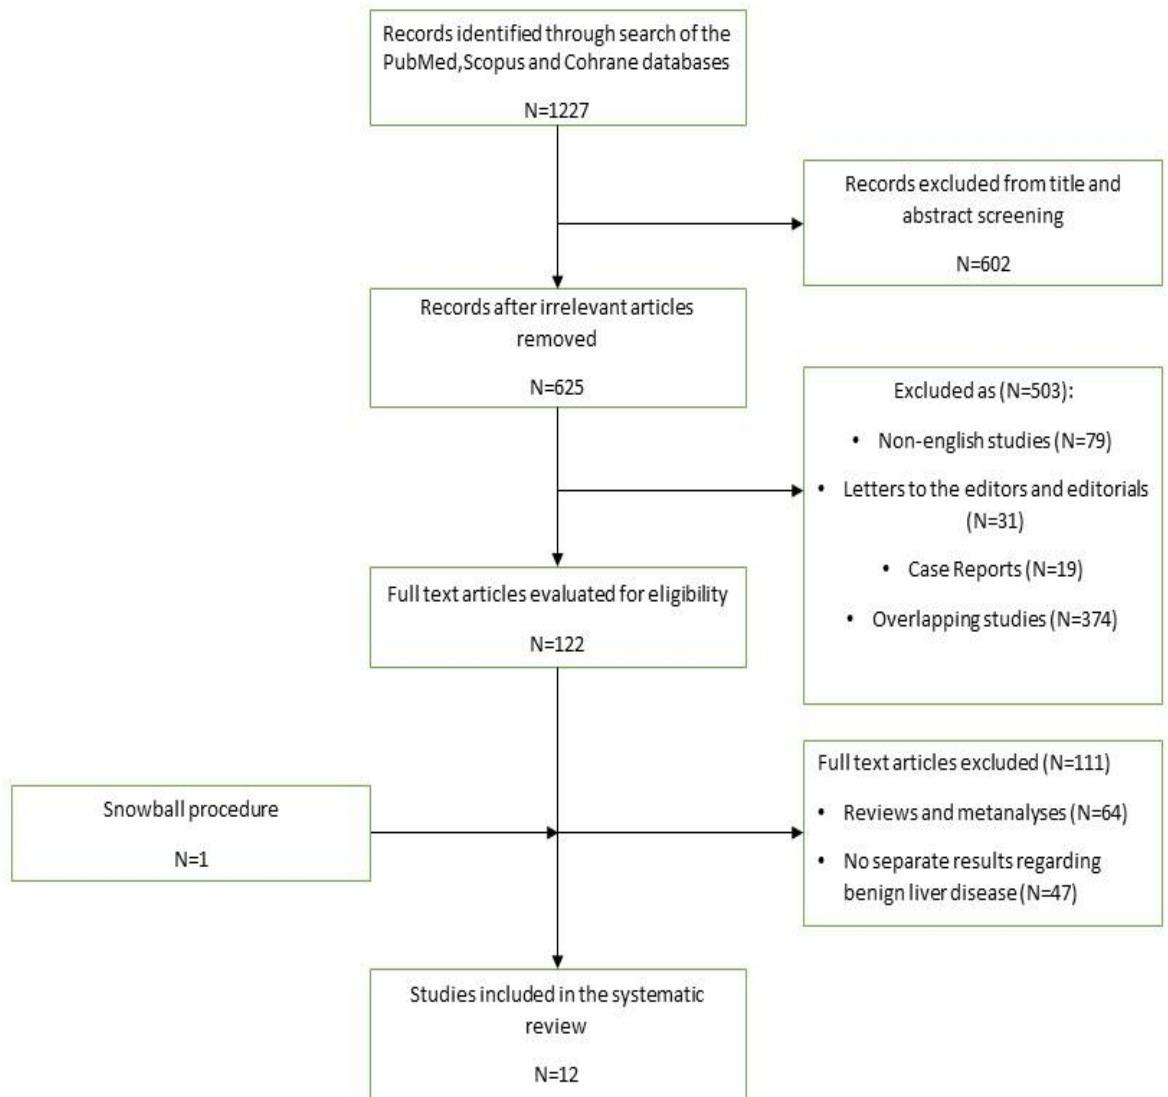 Records identified through search of the
PubMed,Scopus and Cohrane databases
N=1227
Records excluded from title and
abstract screening
N=602
Records after irrelevant articles
removed
N=625
Excluded as (N=503):
• Non-english studies (N=79)
• Letters to the editors and editorials
(N=31)
• Case Reports (N=19)
• Overlapping studies (N=374)
Full text articles evaluated for eligibility
N=122
Full text articles excluded (N=111)
• Reviews and metanalyses (N=64)
• No separate results regarding
benign liver disease (N=47)
Snowball procedure
N=1
Studies included in the systematic
review
N=12